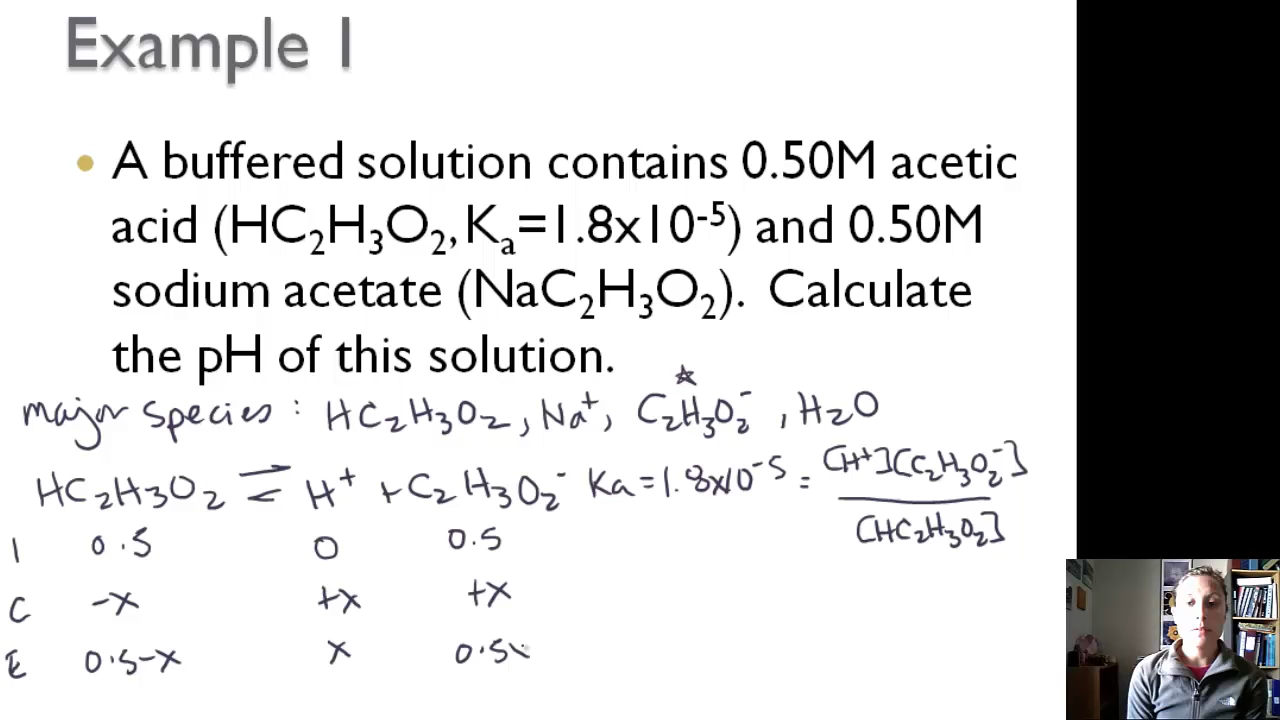 Example 1
• A buffered solution contains 0.50M acetic
acid (HC₂H₃O₂, Kₐ=1.8x10⁻⁵) and 0.50M
sodium acetate (NaC₂H₃O₂). Calculate
the pH of this solution.
major species: HC₂H₃O₂, Na⁺, C₂H₃O₂⁻, H₂O
HC₂H₃O₂ ⇌ H⁺ + C₂H₃O₂⁻ Ka = 1.8x10⁻⁵ = [H⁺][C₂H₃O₂⁻] / [HC₂H₃O₂]
I 0.5 0 0.5
C -x +x +x
E 0.5-x x 0.5